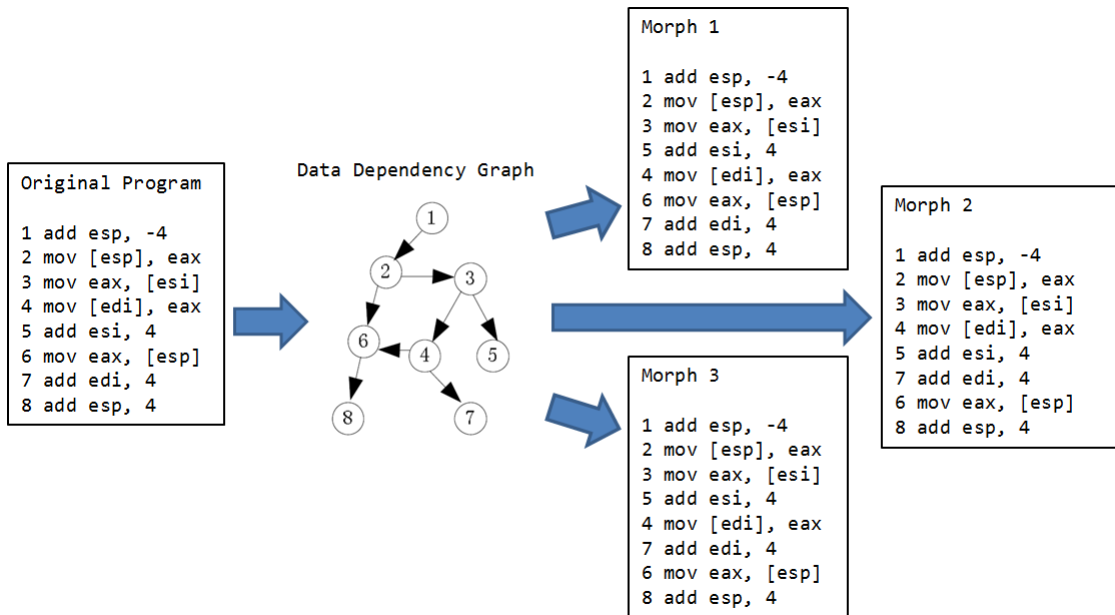 Original Program
1 add esp, -4
2 mov [esp], eax
3 mov eax, [esi]
4 mov [edi], eax
5 add esi, 4
6 mov eax, [esp]
7 add edi, 4
8 add esp, 4
Data Dependency Graph
1
2
3
6
4
5
8
7
Morph 1
1 add esp, -4
2 mov [esp], eax
3 mov eax, [esi]
5 add esi, 4
4 mov [edi], eax
6 mov eax, [esp]
7 add edi, 4
8 add esp, 4
Morph 2
1 add esp, -4
2 mov [esp], eax
3 mov eax, [esi]
4 mov [edi], eax
5 add esi, 4
7 add edi, 4
6 mov eax, [esp]
8 add esp, 4
Morph 3
1 add esp, -4
2 mov [esp], eax
3 mov eax, [esi]
5 add esi, 4
4 mov [edi], eax
7 add edi, 4
6 mov eax, [esp]
8 add esp, 4